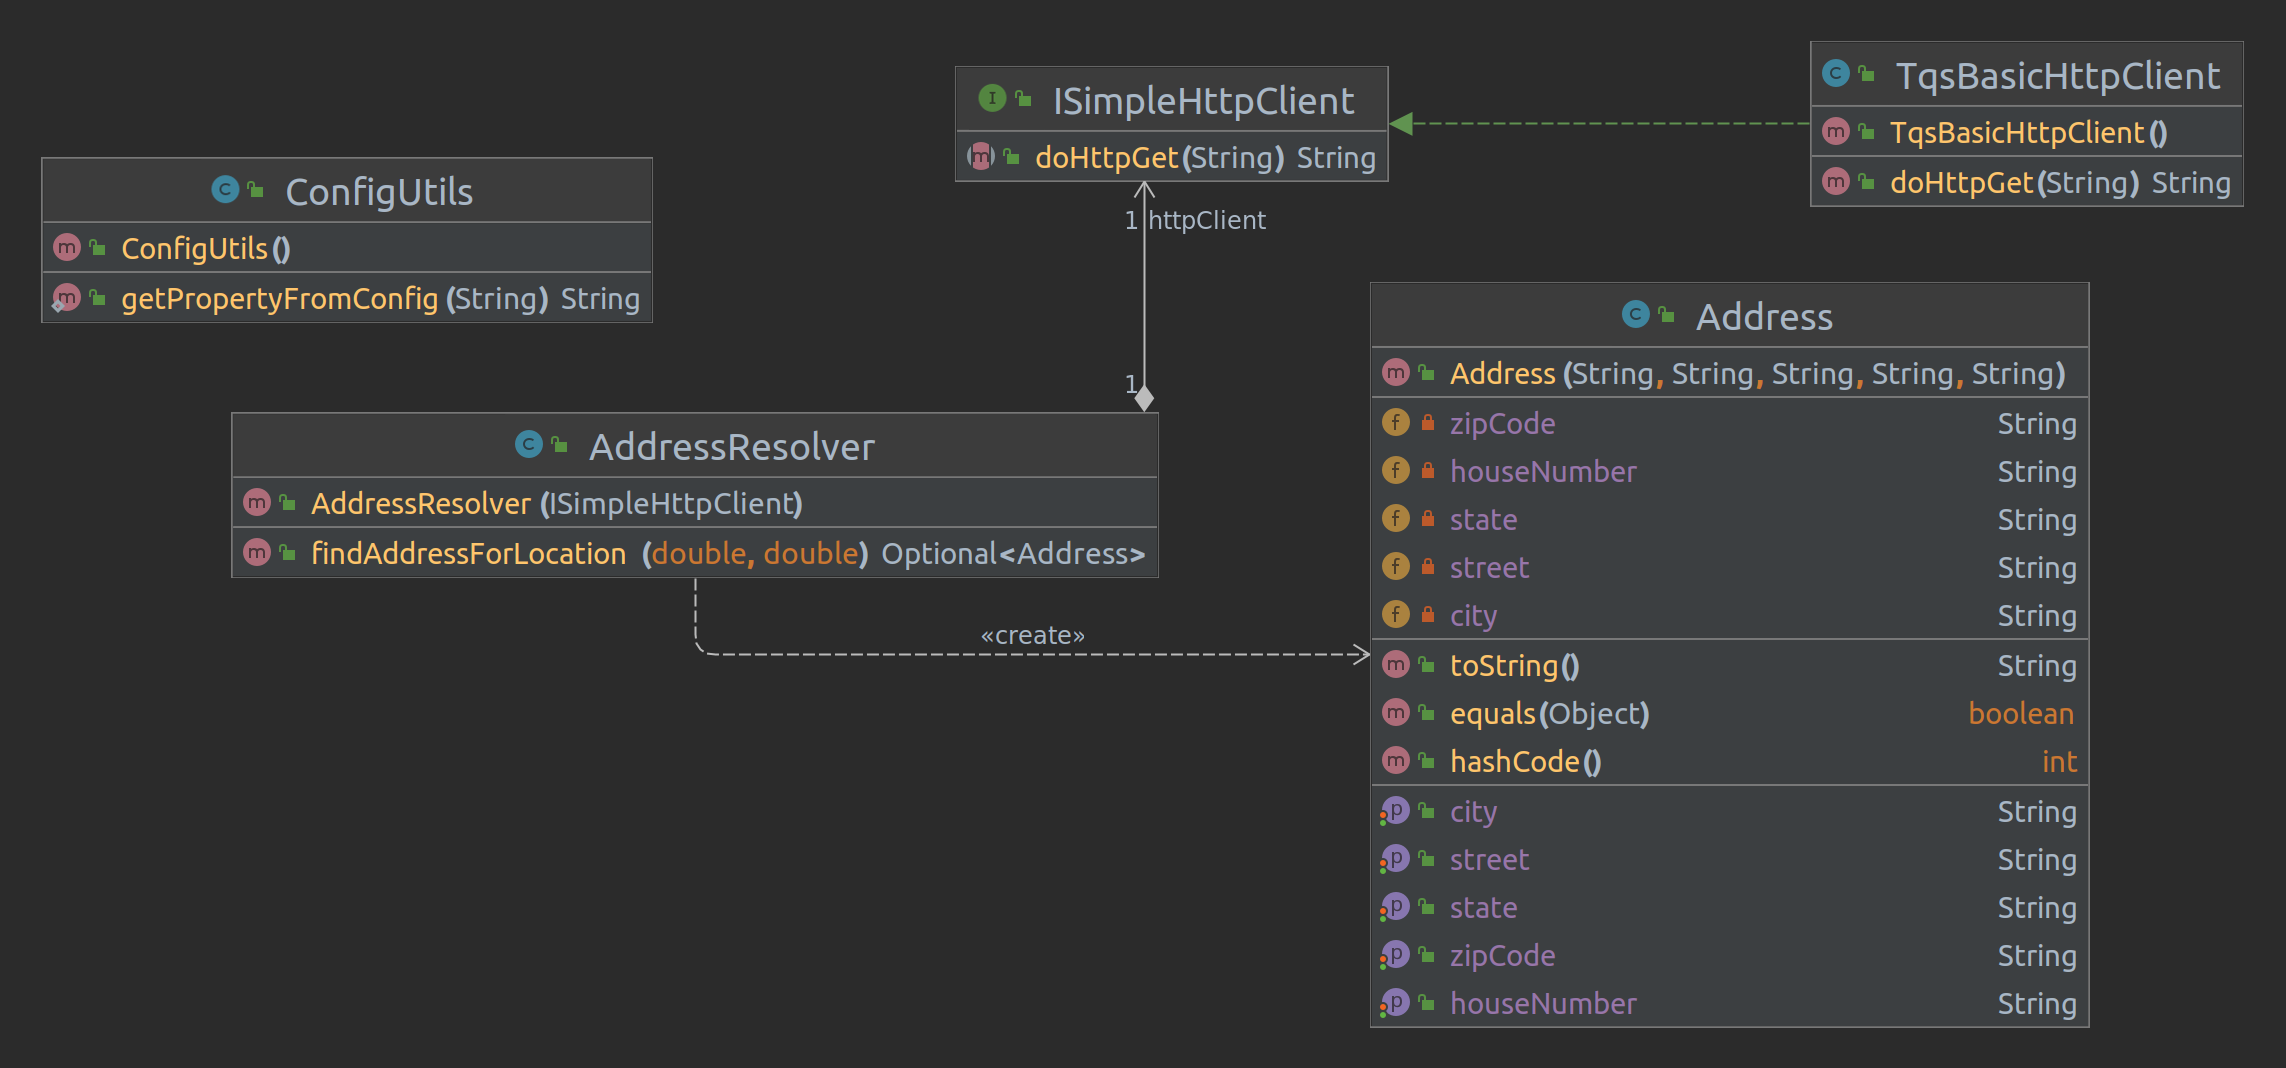 ConfigUtils
ConfigUtils()
getPropertyFromConfig(String) String
ISimpleHttpClient
doHttpGet(String) String
TqsBasicHttpClient
TqsBasicHttpClient()
doHttpGet(String) String
1 httpClient
1
AddressResolver
AddressResolver(ISimpleHttpClient)
findAddressForLocation (double, double) Optional<Address>
«create»
Address
Address(String, String, String, String, String)
zipCode String
houseNumber String
state String
street String
city String
toString() String
equals(Object) boolean
hashCode() int
city String
street String
state String
zipCode String
houseNumber String